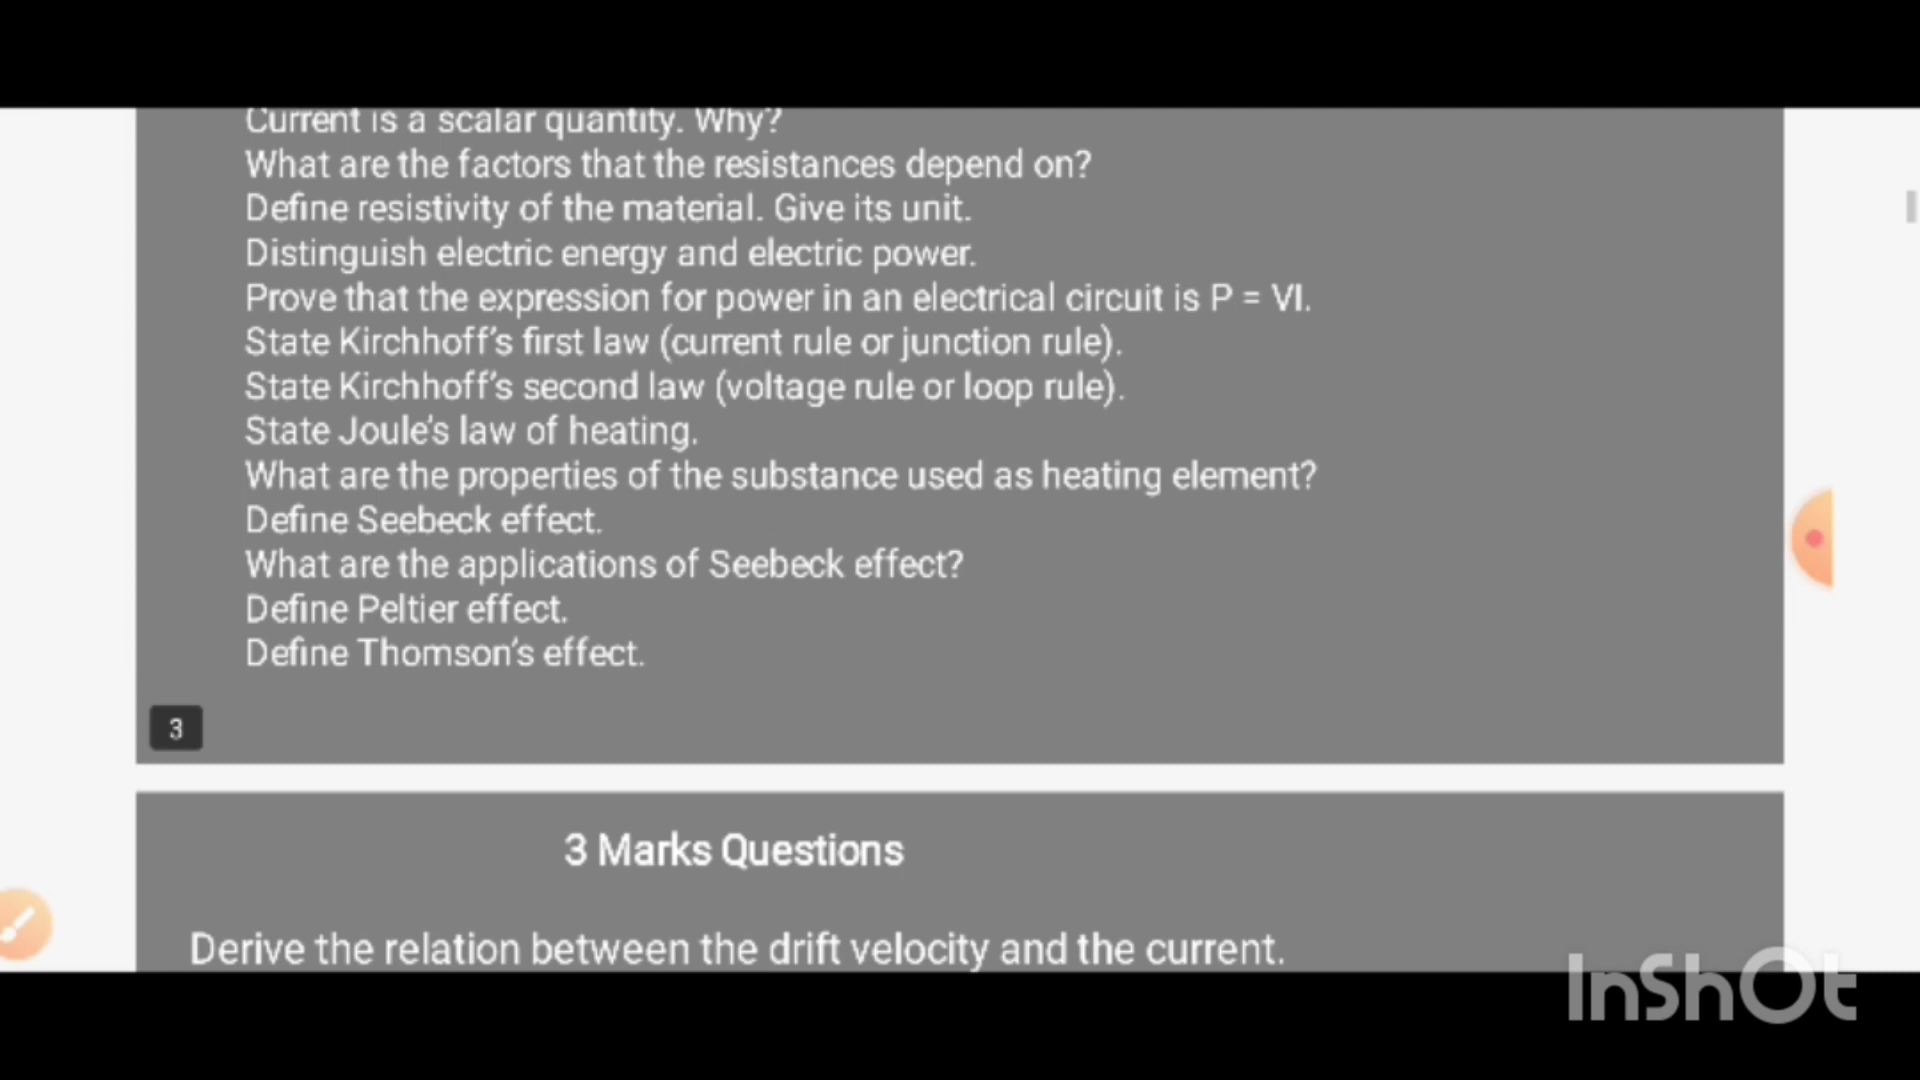 Current is a scalar quantity. Why?
What are the factors that the resistances depend on?
Define resistivity of the material. Give its unit.
Distinguish electric energy and electric power.
Prove that the expression for power in an electrical circuit is P = VI.
State Kirchhoff's first law (current rule or junction rule).
State Kirchhoff's second law (voltage rule or loop rule).
State Joule's law of heating.
What are the properties of the substance used as heating element?
Define Seebeck effect.
What are the applications of Seebeck effect?
Define Peltier effect.
Define Thomson's effect.
3
3 Marks Questions
Derive the relation between the drift velocity and the current.
InShOt